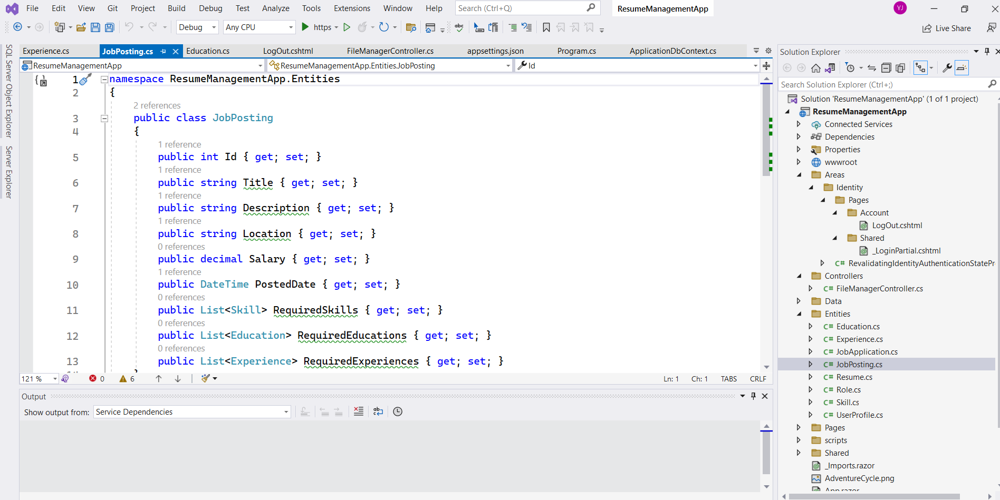 File Edit View Git Project Build Debug Test Analyze Tools Extensions Window Help Search (Ctrl+Q) ResumeManagementApp YJ
Debug Any CPU https Live Share
SQL Server Object Explorer
Server Explorer
Experience.cs JobPosting.cs Education.cs LogOut.cshtml FileManagerController.cs appsettings.json Program.cs ApplicationDbContext.cs
ResumeManagementApp ResumeManagementApp.Entities.JobPosting Id
1 namespace ResumeManagementApp.Entities
2 {
2 references
3 public class JobPosting
4 {
1 reference
5 public int Id { get; set; }
1 reference
6 public string Title { get; set; }
1 reference
7 public string Description { get; set; }
1 reference
8 public string Location { get; set; }
0 references
9 public decimal Salary { get; set; }
1 reference
10 public DateTime PostedDate { get; set; }
0 references
11 public List<Skill> RequiredSkills { get; set; }
0 references
12 public List<Education> RequiredEducations { get; set; }
0 references
13 public List<Experience> RequiredExperiences { get; set; }
121 % 0 6 Ln: 1 Ch: 1 TABS CRLF
Output
Show output from: Service Dependencies
Solution Explorer
Search Solution Explorer (Ctrl+;)
Solution 'ResumeManagementApp' (1 of 1 project)
ResumeManagementApp
Connected Services
Dependencies
Properties
wwwroot
Areas
Identity
Pages
Account
LogOut.cshtml
Shared
_LoginPartial.cshtml
C# RevalidatingIdentityAuthenticationStatePr
Controllers
C# FileManagerController.cs
Data
Entities
C# Education.cs
C# Experience.cs
C# JobApplication.cs
C# JobPosting.cs
C# Resume.cs
C# Role.cs
C# Skill.cs
C# UserProfile.cs
Pages
scripts
Shared
_Imports.razor
AdventureCycle.png
App.razor